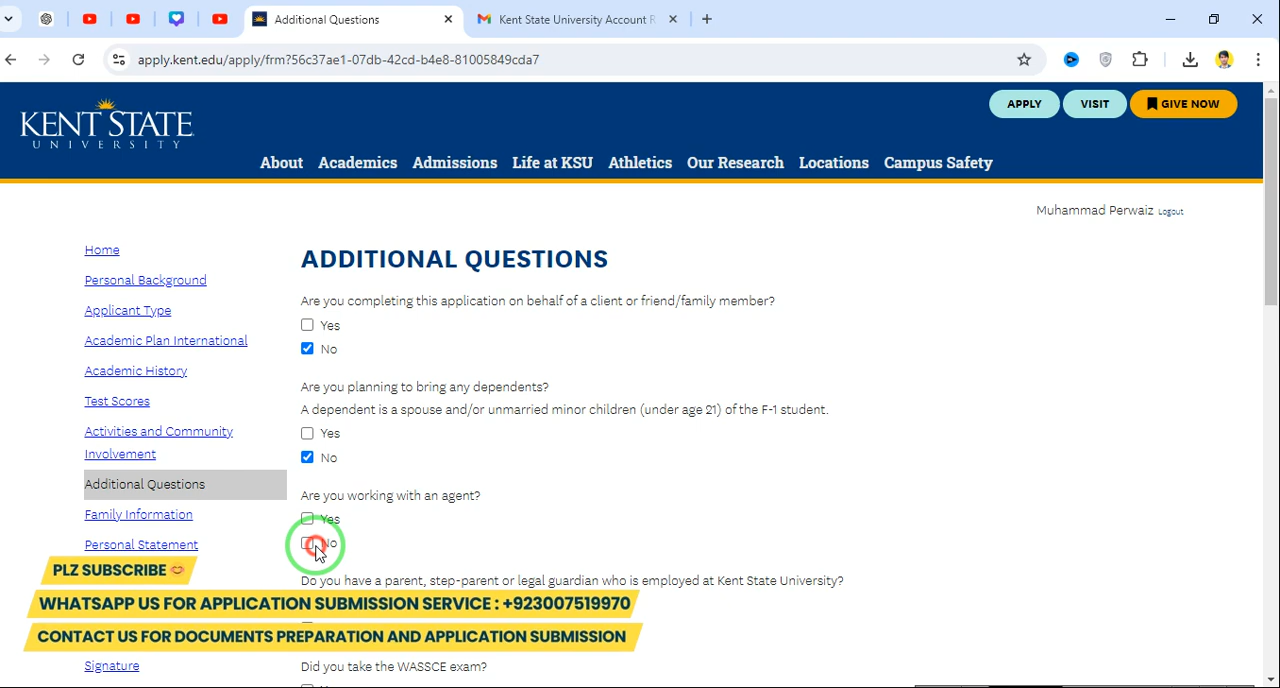 Additional Questions
Kent State University Account R
apply.kent.edu/apply/frm?56c37ae1-07db-42cd-b4e8-81005849cda7
KENT STATE
UNIVERSITY
APPLY
VISIT
GIVE NOW
About
Academics
Admissions
Life at KSU
Athletics
Our Research
Locations
Campus Safety
Muhammad Perwaiz Logout
Home
Personal Background
Applicant Type
Academic Plan International
Academic History
Test Scores
Activities and Community
Involvement
Additional Questions
Family Information
Personal Statement
Signature
ADDITIONAL QUESTIONS
Are you completing this application on behalf of a client or friend/family member?
Yes
No
Are you planning to bring any dependents?
A dependent is a spouse and/or unmarried minor children (under age 21) of the F-1 student.
Yes
No
Are you working with an agent?
Yes
No
Do you have a parent, step-parent or legal guardian who is employed at Kent State University?
Did you take the WASSCE exam?
PLZ SUBSCRIBE 😊
WHATSAPP US FOR APPLICATION SUBMISSION SERVICE : +923007519970
CONTACT US FOR DOCUMENTS PREPARATION AND APPLICATION SUBMISSION